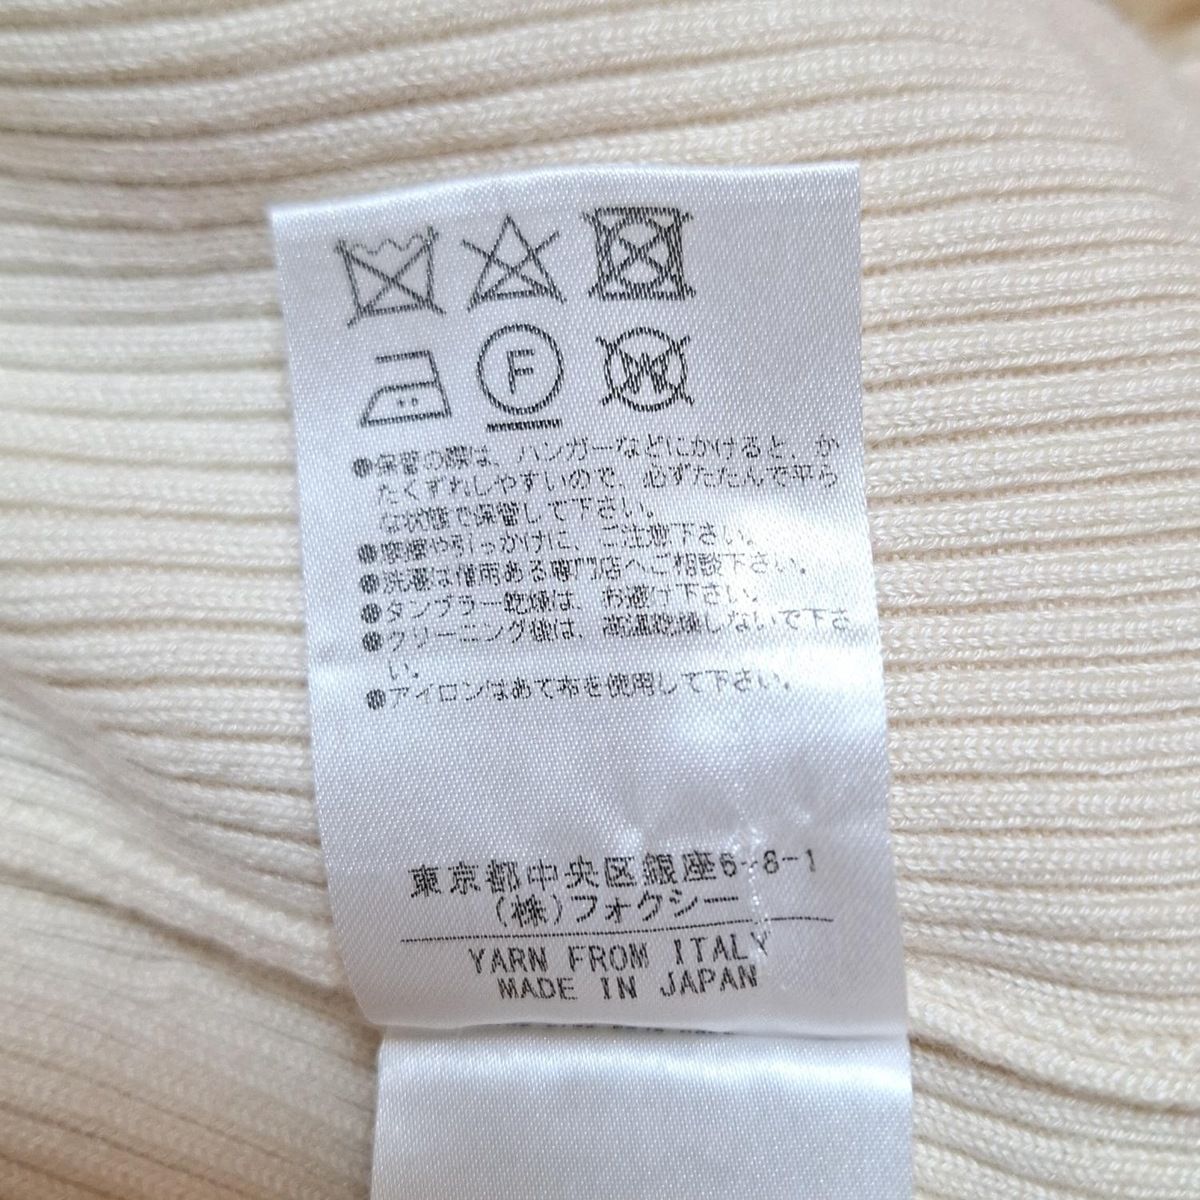 F
W
●保管の際は、ハンガーなどにかけると、か
たくずれしやすいので、必ずたたんで平ら
な状態で保管して下さい。
●摩擦や引っかけに、ご注意下さい。
●洗濯は信用ある専門店へご相談下さい。
●タンブラー乾燥は、お避け下さい。
●クリーニング後は、高温乾燥しないで下さ
い。
●アイロンはあて布を使用して下さい。
東京都中央区銀座6-8-1
(株)フォクシー
YARN FROM ITALY
MADE IN JAPAN